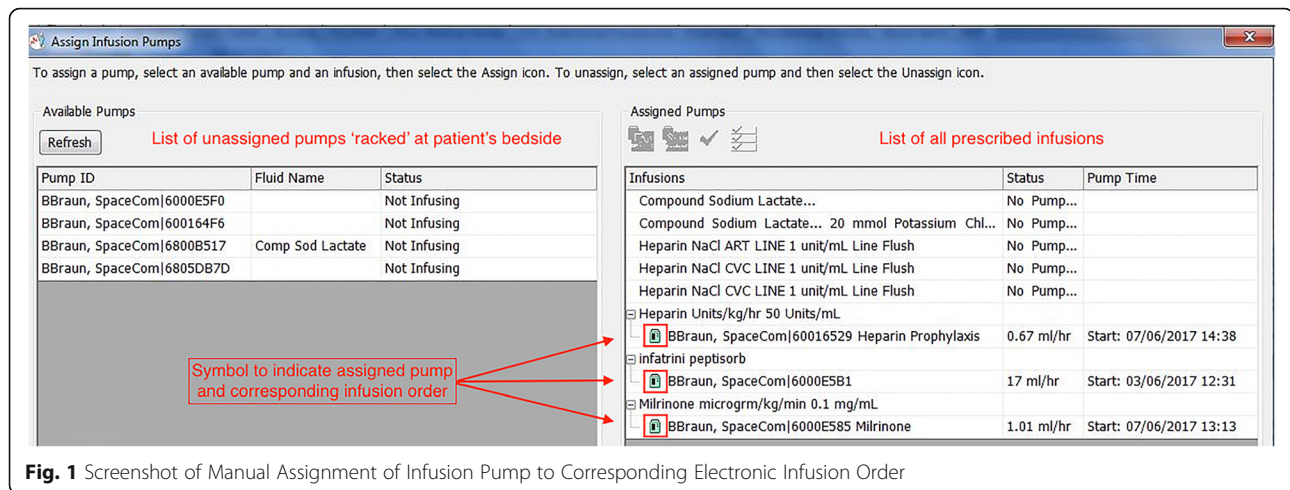 Assign Infusion Pumps
X
To assign a pump, select an available pump and an infusion, then select the Assign icon. To unassign, select an assigned pump and then select the Unassign icon.
Available Pumps
Refresh
List of unassigned pumps 'racked' at patient's bedside
Pump ID Fluid Name Status
BBraun, SpaceCom|6000E5F0 Not Infusing
BBraun, SpaceCom|600164F6 Not Infusing
BBraun, SpaceCom|6800B517 Comp Sod Lactate Not Infusing
BBraun, SpaceCom|6805DB7D Not Infusing
Symbol to indicate assigned pump
and corresponding infusion order
Assigned Pumps
List of all prescribed infusions
Infusions Status Pump Time
Compound Sodium Lactate... No Pump...
Compound Sodium Lactate... 20 mmol Potassium Chl... No Pump...
Heparin NaCl ART LINE 1 unit/mL Line Flush No Pump...
Heparin NaCl CVC LINE 1 unit/mL Line Flush No Pump...
Heparin NaCl CVC LINE 1 unit/mL Line Flush No Pump...
Heparin Units/kg/hr 50 Units/mL
BBraun, SpaceCom|60016529 Heparin Prophylaxis 0.67 ml/hr Start: 07/06/2017 14:38
infatrini peptisorb
BBraun, SpaceCom|6000E5B1 17 ml/hr Start: 03/06/2017 12:31
Milrinone microgrm/kg/min 0.1 mg/mL
BBraun, SpaceCom|6000E585 Milrinone 1.01 ml/hr Start: 07/06/2017 13:13
Fig. 1 Screenshot of Manual Assignment of Infusion Pump to Corresponding Electronic Infusion Order